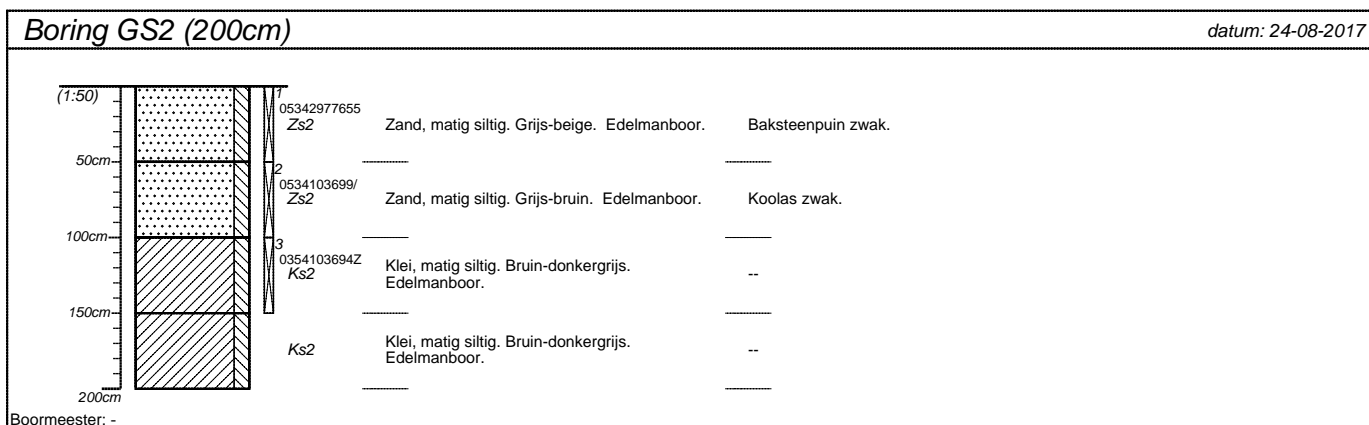 Boring GS2 (200cm)
datum: 24-08-2017
(1:50)
1
05342977655
Zs2 Zand, matig siltig. Grijs-beige. Edelmanboor. Baksteenpuin zwak.
50cm
2
0534103699/
Zs2 Zand, matig siltig. Grijs-bruin. Edelmanboor. Koolas zwak.
100cm
3
0354103694Z
Ks2 Klei, matig siltig. Bruin-donkergrijs. --
Edelmanboor.
150cm
Ks2 Klei, matig siltig. Bruin-donkergrijs. --
Edelmanboor.
200cm
Boormeester: -